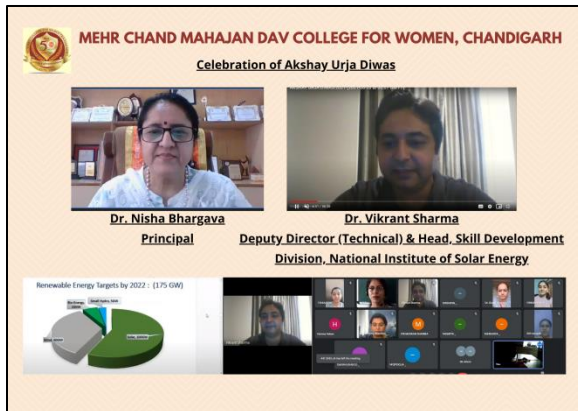 MEHR CHAND MAHAJAN DAV COLLEGE FOR WOMEN, CHANDIGARH
Celebration of Akshay Urja Diwas
Dr. Nisha Bhargava
Principal
Dr. Vikrant Sharma
Deputy Director (Technical) & Head, Skill Development
Division, National Institute of Solar Energy
Renewable Energy Targets by 2022 : (175 GW)